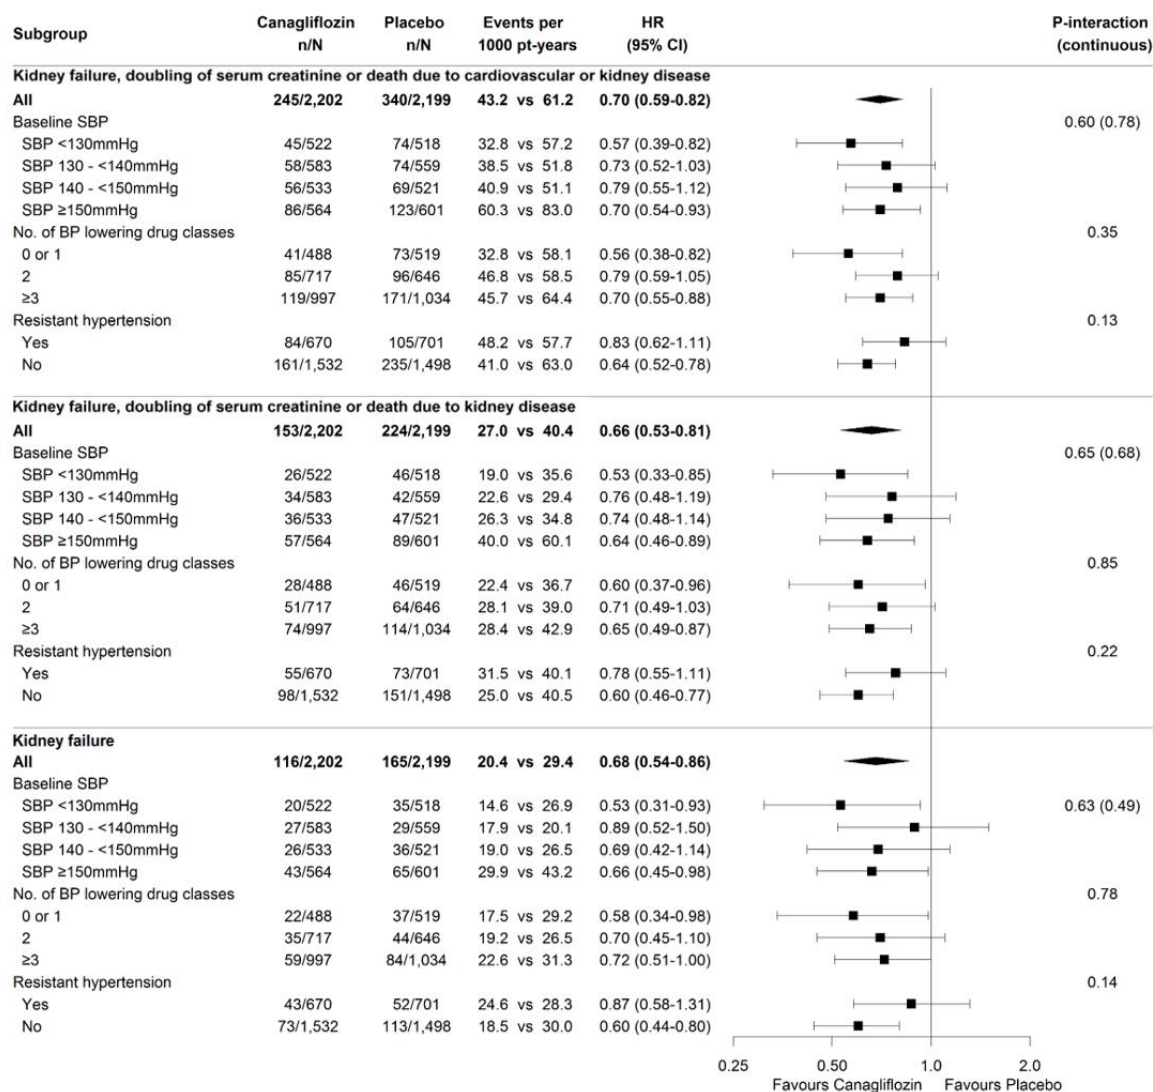 Subgroup Canagliflozin n/N Placebo n/N Events per 1000 pt-years HR (95% CI) P-interaction (continuous)
Kidney failure, doubling of serum creatinine or death due to cardiovascular or kidney disease
All 245/2,202 340/2,199 43.2 vs 61.2 0.70 (0.59-0.82)
Baseline SBP 0.60 (0.78)
SBP <130mmHg 45/522 74/518 32.8 vs 57.2 0.57 (0.39-0.82)
SBP 130 - <140mmHg 58/583 74/559 38.5 vs 51.8 0.73 (0.52-1.03)
SBP 140 - <150mmHg 56/533 69/521 40.9 vs 51.1 0.79 (0.55-1.12)
SBP ≥150mmHg 86/564 123/601 60.3 vs 83.0 0.70 (0.54-0.93)
No. of BP lowering drug classes 0.35
0 or 1 41/488 73/519 32.8 vs 58.1 0.56 (0.38-0.82)
2 85/717 96/646 46.8 vs 58.5 0.79 (0.59-1.05)
≥3 119/997 171/1,034 45.7 vs 64.4 0.70 (0.55-0.88)
Resistant hypertension 0.13
Yes 84/670 105/701 48.2 vs 57.7 0.83 (0.62-1.11)
No 161/1,532 235/1,498 41.0 vs 63.0 0.64 (0.52-0.78)
Kidney failure, doubling of serum creatinine or death due to kidney disease
All 153/2,202 224/2,199 27.0 vs 40.4 0.66 (0.53-0.81)
Baseline SBP 0.65 (0.68)
SBP <130mmHg 26/522 46/518 19.0 vs 35.6 0.53 (0.33-0.85)
SBP 130 - <140mmHg 34/583 42/559 22.6 vs 29.4 0.76 (0.48-1.19)
SBP 140 - <150mmHg 36/533 47/521 26.3 vs 34.8 0.74 (0.48-1.14)
SBP ≥150mmHg 57/564 89/601 40.0 vs 60.1 0.64 (0.46-0.89)
No. of BP lowering drug classes 0.85
0 or 1 28/488 46/519 22.4 vs 36.7 0.60 (0.37-0.96)
2 51/717 64/646 28.1 vs 39.0 0.71 (0.49-1.03)
≥3 74/997 114/1,034 28.4 vs 42.9 0.65 (0.49-0.87)
Resistant hypertension 0.22
Yes 55/670 73/701 31.5 vs 40.1 0.78 (0.55-1.11)
No 98/1,532 151/1,498 25.0 vs 40.5 0.60 (0.46-0.77)
Kidney failure
All 116/2,202 165/2,199 20.4 vs 29.4 0.68 (0.54-0.86)
Baseline SBP
SBP <130mmHg 20/522 35/518 14.6 vs 26.9 0.53 (0.31-0.93) 0.63 (0.49)
SBP 130 - <140mmHg 27/583 29/559 17.9 vs 20.1 0.89 (0.52-1.50)
SBP 140 - <150mmHg 26/533 36/521 19.0 vs 26.5 0.69 (0.42-1.14)
SBP ≥150mmHg 43/564 65/601 29.9 vs 43.2 0.66 (0.45-0.98)
No. of BP lowering drug classes 0.78
0 or 1 22/488 37/519 17.5 vs 29.2 0.58 (0.34-0.98)
2 35/717 44/646 19.2 vs 26.5 0.70 (0.45-1.10)
≥3 59/997 84/1,034 22.6 vs 31.3 0.72 (0.51-1.00)
Resistant hypertension 0.14
Yes 43/670 52/701 24.6 vs 28.3 0.87 (0.58-1.31)
No 73/1,532 113/1,498 18.5 vs 30.0 0.60 (0.44-0.80)
0.25 0.50 1.0 2.0
Favours Canagliflozin Favours Placebo